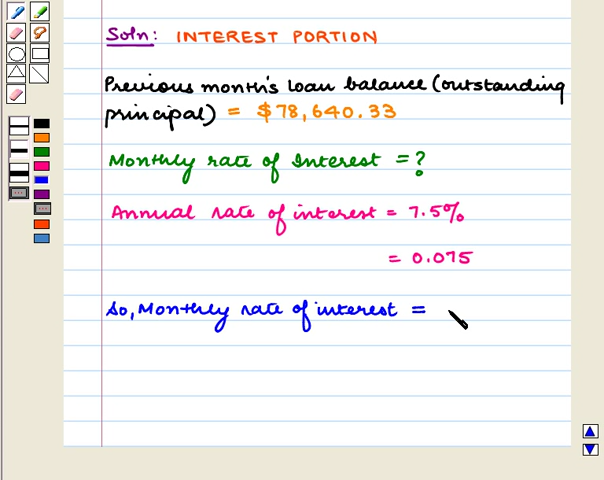 Soln: INTEREST PORTION
Previous month's loan balance (outstanding
principal) = $78,640.33
Monthly rate of Interest = ?
Annual rate of interest = 7.5%
= 0.075
So, Monthly rate of interest =